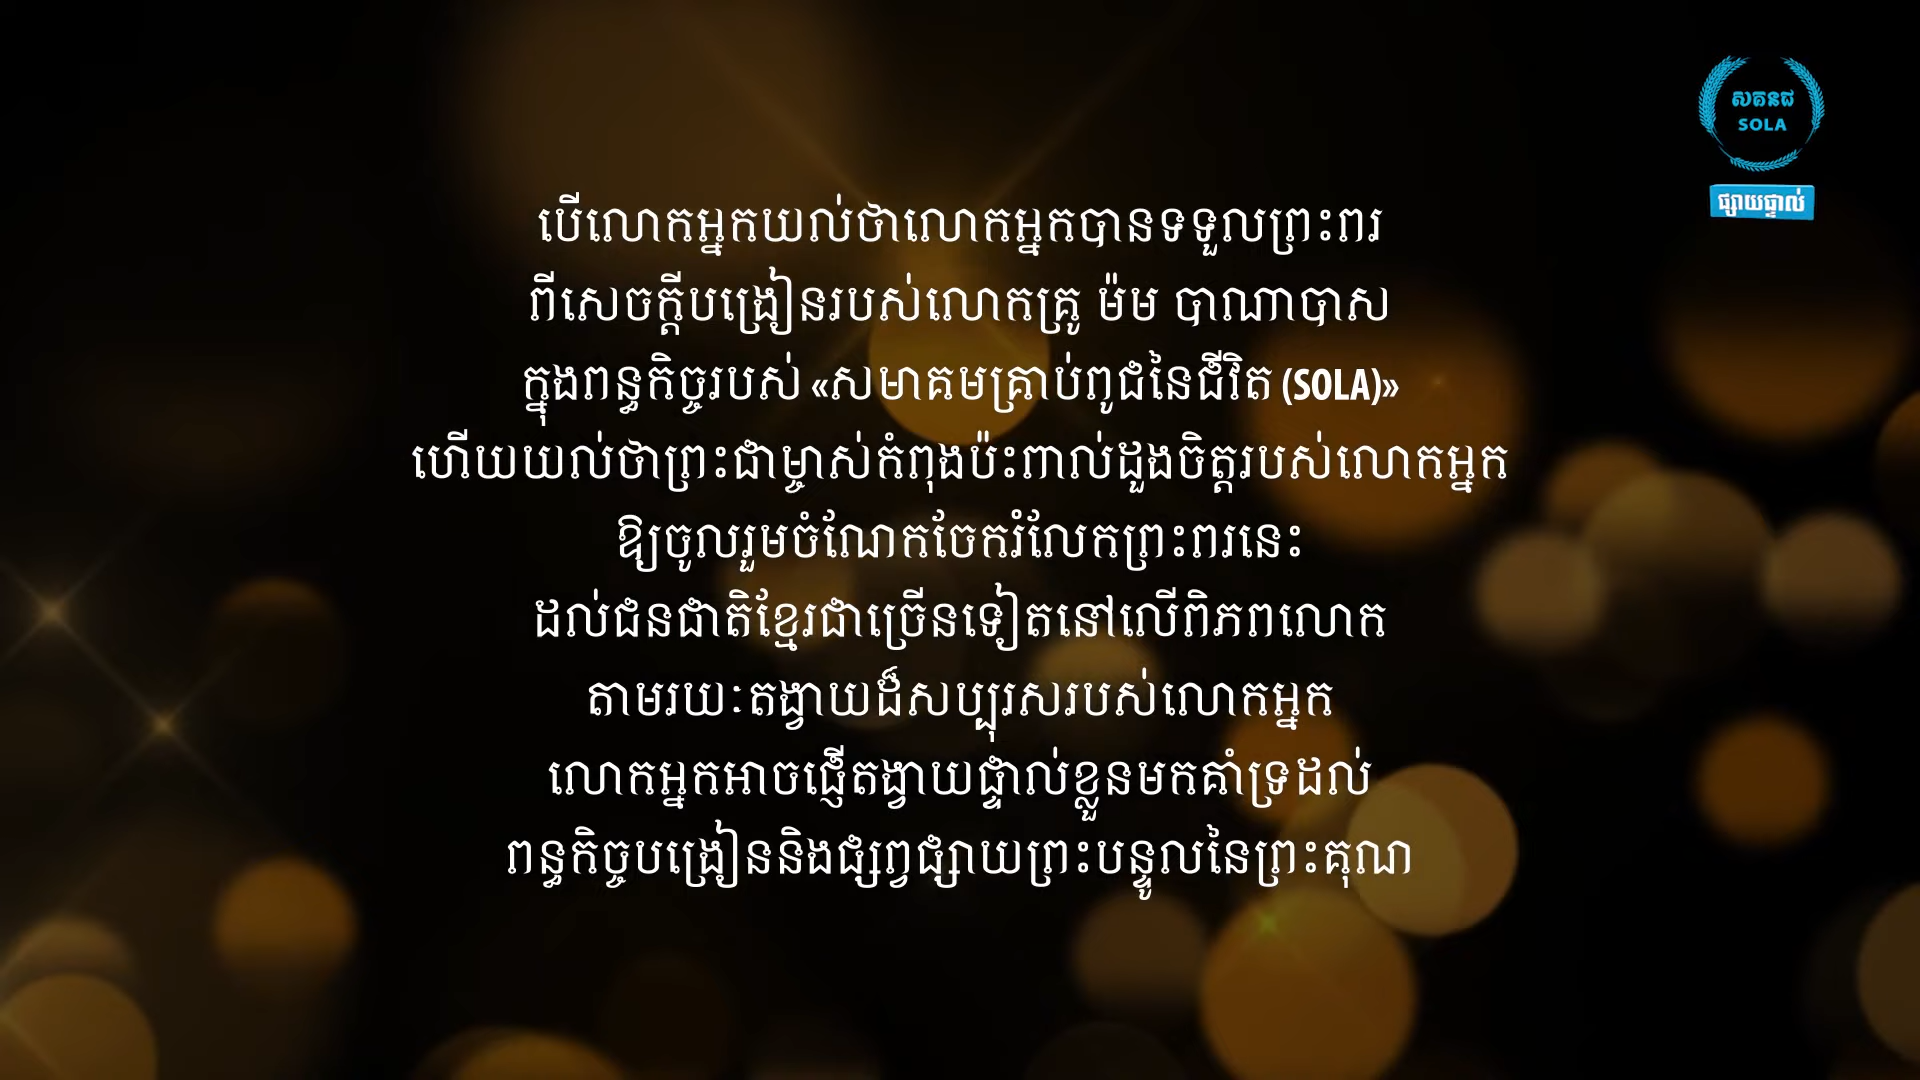 សគនជ
SOLA
ផ្សាយផ្ទាល់
បើលោកអ្នកយល់ថាលោកអ្នកបានទទួលព្រះពរ
ពីសេចក្តីបង្រៀនរបស់លោកគ្រូ ម៉ម បាណាបាស
ក្នុងពន្ធកិច្ចរបស់ «សមាគមគ្រាប់ពូជនៃជីវិត (SOLA)»
ហើយយល់ថាព្រះជាម្ចាស់កំពុងប៉ះពាល់ដួងចិត្តរបស់លោកអ្នក
ឱ្យចូលរួមចំណែកចែករំលែកព្រះពរនេះ
ដល់ជនជាតិខ្មែរជាច្រើនទៀតនៅលើពិភពលោក
តាមរយៈតង្វាយដ៏សប្បុរសរបស់លោកអ្នក
លោកអ្នកអាចផ្ញើតង្វាយផ្ទាល់ខ្លួនមកគាំទ្រដល់
ពន្ធកិច្ចបង្រៀននិងផ្សព្វផ្សាយព្រះបន្ទូលនៃព្រះគុណ